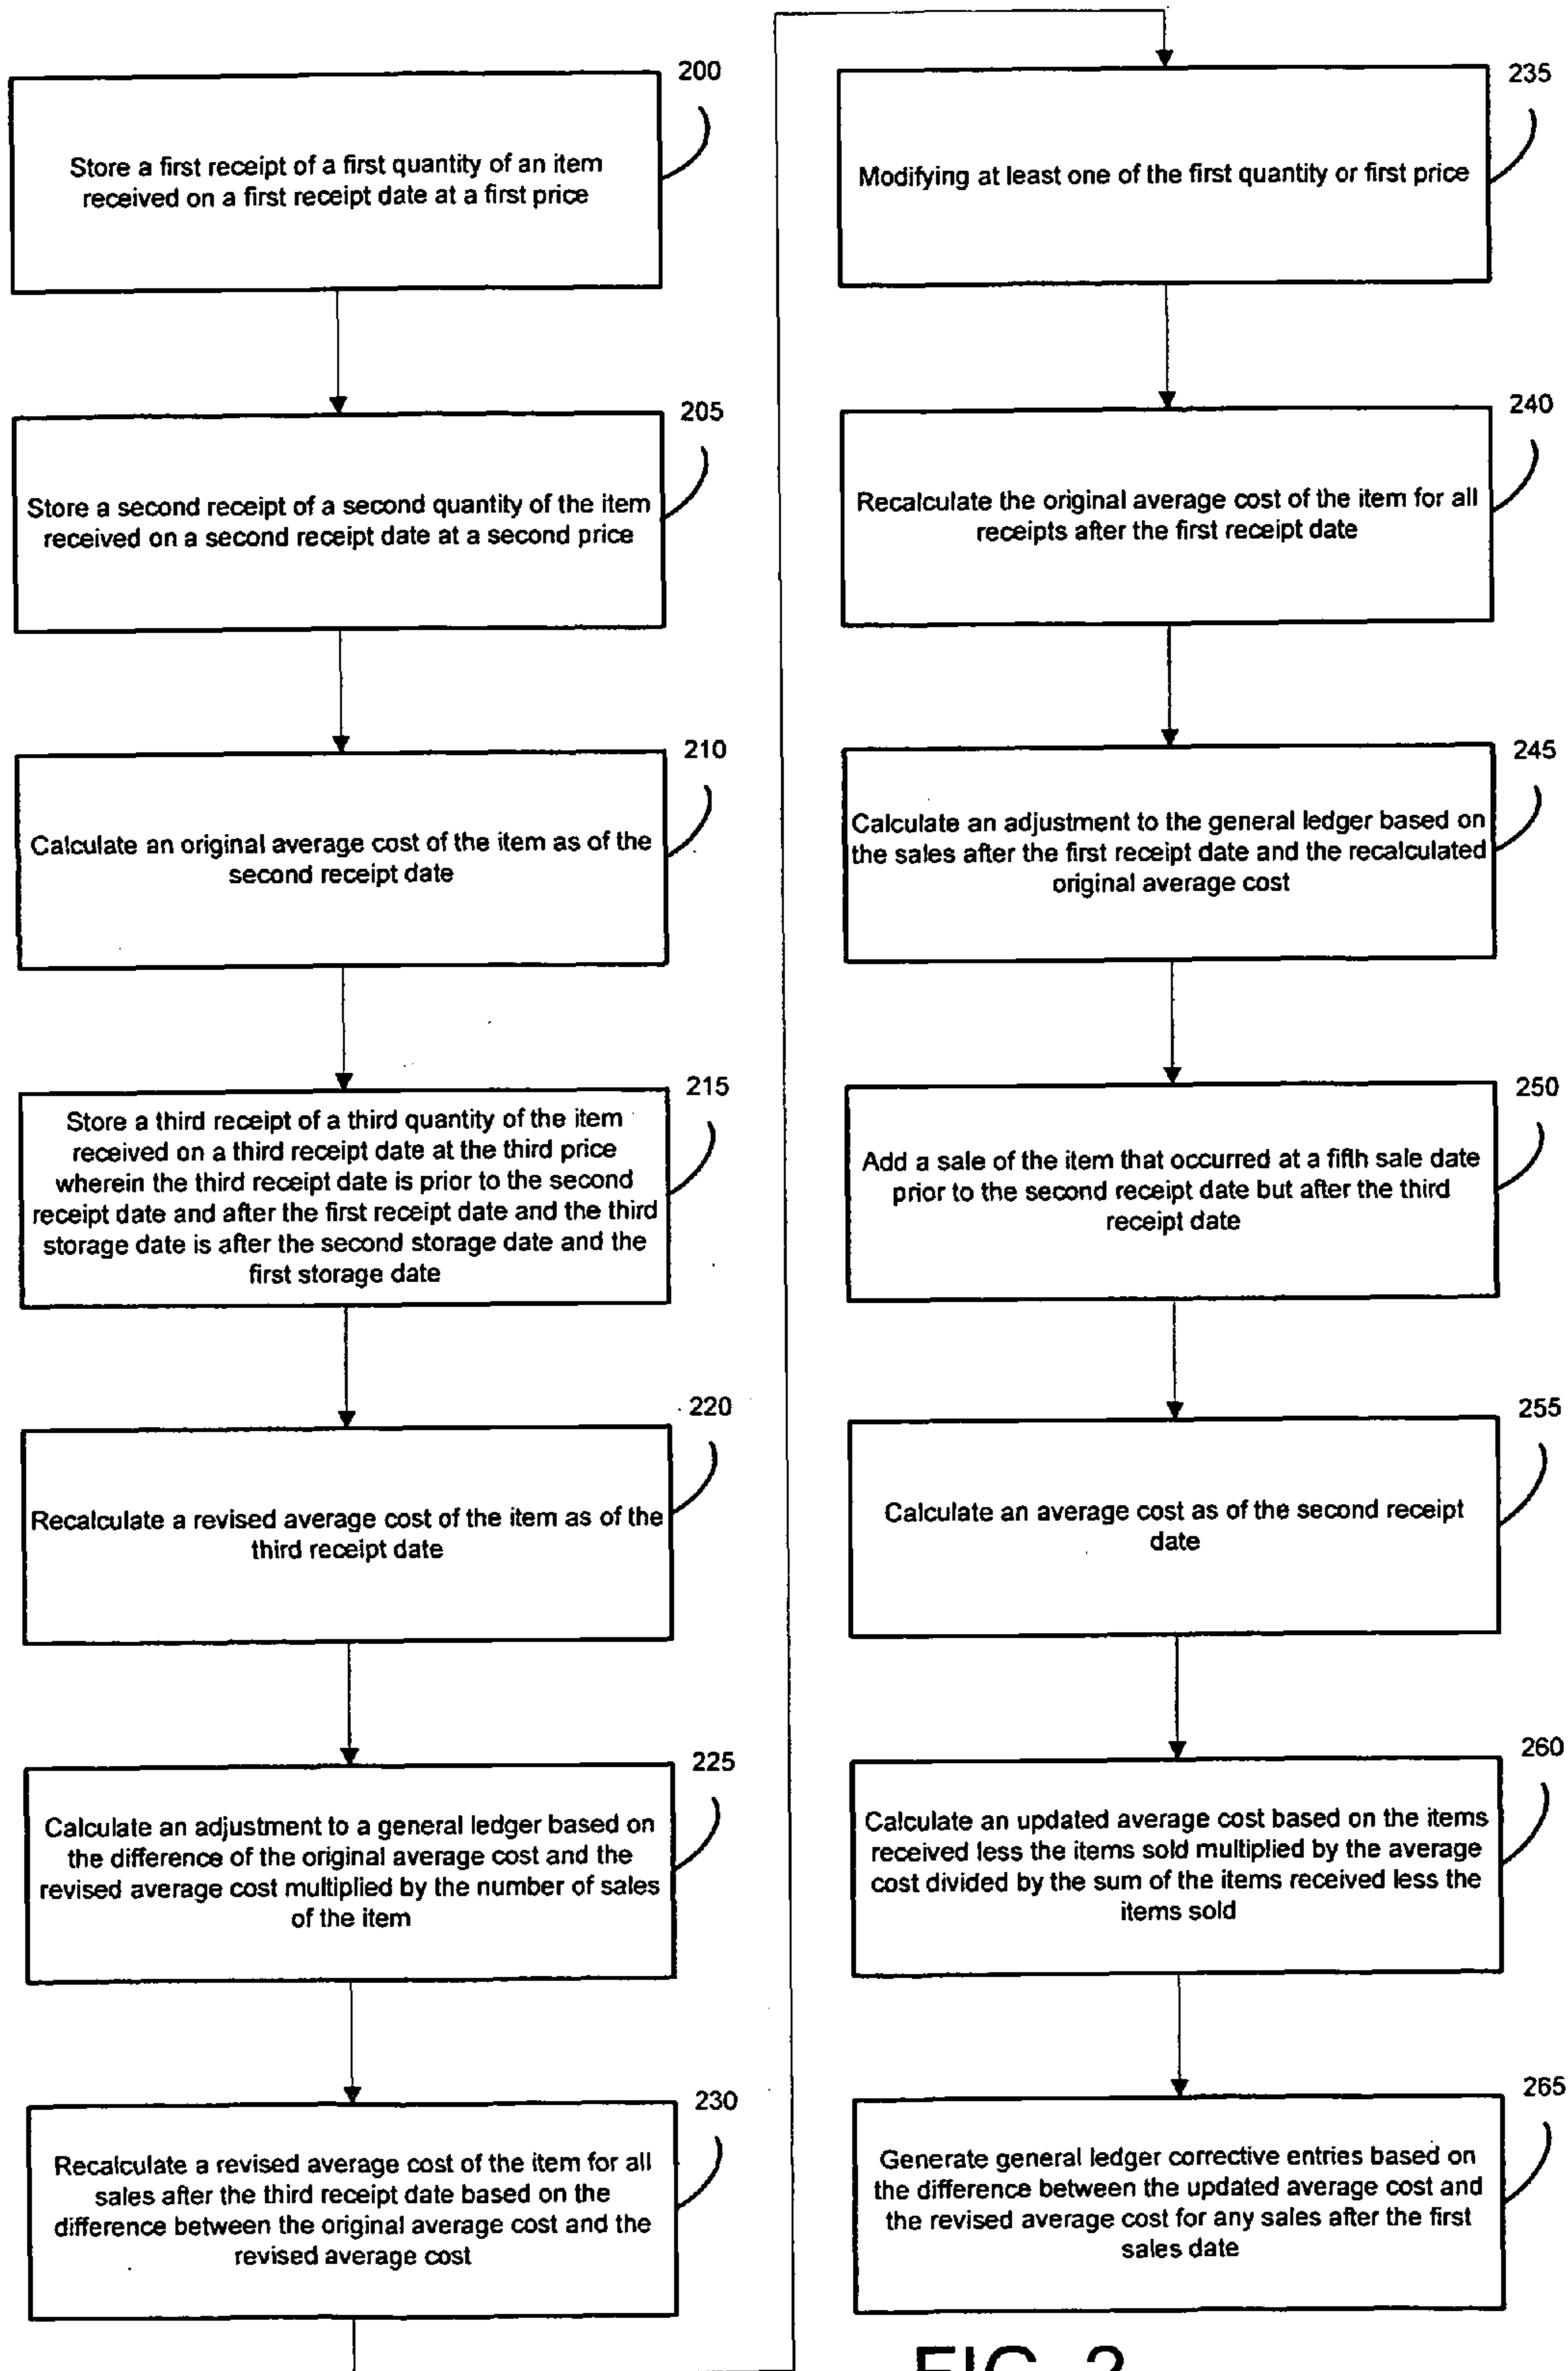 200
Store a first receipt of a first quantity of an item
received on a first receipt date at a first price
205
Store a second receipt of a second quantity of the item
received on a second receipt date at a second price
210
Calculate an original average cost of the item as of the
second receipt date
215
Store a third receipt of a third quantity of the item
received on a third receipt date at the third price
wherein the third receipt date is prior to the second
receipt date and after the first receipt date and the third
storage date is after the second storage date and the
first storage date
220
Recalculate a revised average cost of the item as of the
third receipt date
225
Calculate an adjustment to a general ledger based on
the difference of the original average cost and the
revised average cost multiplied by the number of sales
of the item
230
Recalculate a revised average cost of the item for all
sales after the third receipt date based on the
difference between the original average cost and the
revised average cost
235
Modifying at least one of the first quantity or first price
240
Recalculate the original average cost of the item for all
receipts after the first receipt date
245
Calculate an adjustment to the general ledger based on
the sales after the first receipt date and the recalculated
original average cost
250
Add a sale of the item that occurred at a fifth sale date
prior to the second receipt date but after the third
receipt date
255
Calculate an average cost as of the second receipt
date
260
Calculate an updated average cost based on the items
received less the items sold multiplied by the average
cost divided by the sum of the items received less the
items sold
265
Generate general ledger corrective entries based on
the difference between the updated average cost and
the revised average cost for any sales after the first
sales date
FIG. 2